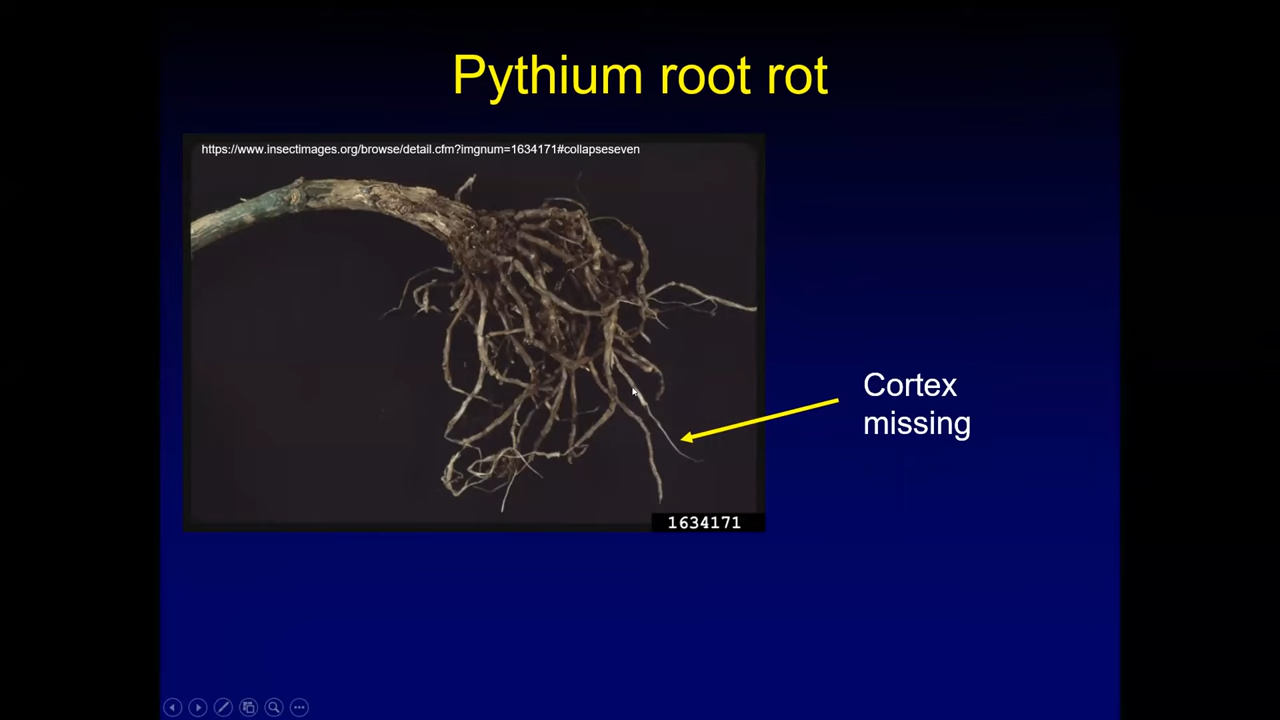 Pythium root rot
https://www.insectimages.org/browse/detail.cfm?imgnum=1634171#collapseseven
Cortex
missing
1634171